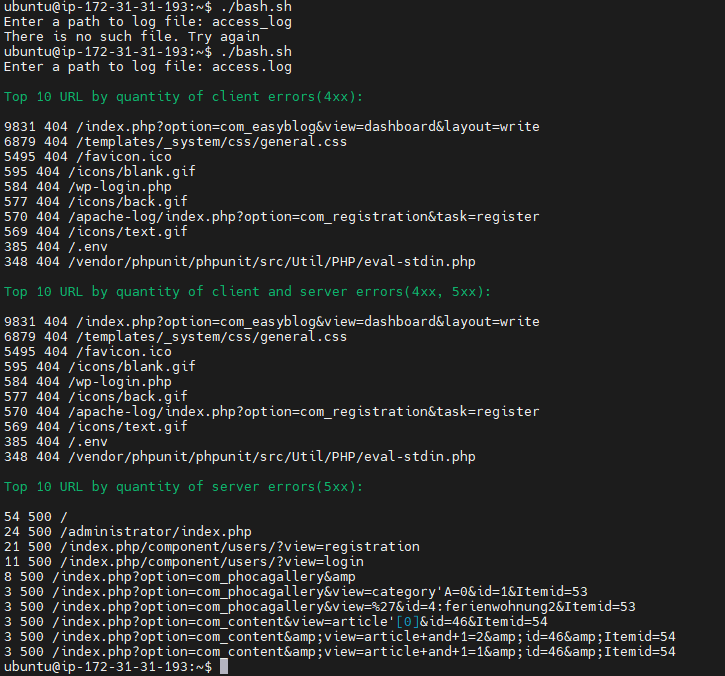 ubuntu@ip-172-31-31-193:~$ ./bash.sh
Enter a path to log file: access_log
There is no such file. Try again
ubuntu@ip-172-31-31-193:~$ ./bash.sh
Enter a path to log file: access.log
Top 10 URL by quantity of client errors(4xx):
9831 404 /index.php?option=com_easyblog&view=dashboard&layout=write
6879 404 /templates/_system/css/general.css
5495 404 /favicon.ico
595 404 /icons/blank.gif
584 404 /wp-login.php
577 404 /icons/back.gif
570 404 /apache-log/index.php?option=com_registration&task=register
569 404 /icons/text.gif
385 404 /.env
348 404 /vendor/phpunit/phpunit/src/Util/PHP/eval-stdin.php
Top 10 URL by quantity of client and server errors(4xx, 5xx):
9831 404 /index.php?option=com_easyblog&view=dashboard&layout=write
6879 404 /templates/_system/css/general.css
5495 404 /favicon.ico
595 404 /icons/blank.gif
584 404 /wp-login.php
577 404 /icons/back.gif
570 404 /apache-log/index.php?option=com_registration&task=register
569 404 /icons/text.gif
385 404 /.env
348 404 /vendor/phpunit/phpunit/src/Util/PHP/eval-stdin.php
Top 10 URL by quantity of server errors(5xx):
54 500 /
24 500 /administrator/index.php
21 500 /index.php/component/users/?view=registration
11 500 /index.php/component/users/?view=login
8 500 /index.php?option=com_phocagallery&amp
3 500 /index.php?option=com_phocagallery&view=category'A=0&id=1&Itemid=53
3 500 /index.php?option=com_phocagallery&view=%27&id=4:ferienwohnung2&Itemid=53
3 500 /index.php?option=com_content&view=article'[0]&id=46&Itemid=54
3 500 /index.php?option=com_content&amp;view=article+and+1=2&amp;id=46&amp;Itemid=54
3 500 /index.php?option=com_content&amp;view=article+and+1=1&amp;id=46&amp;Itemid=54
ubuntu@ip-172-31-31-193:~$